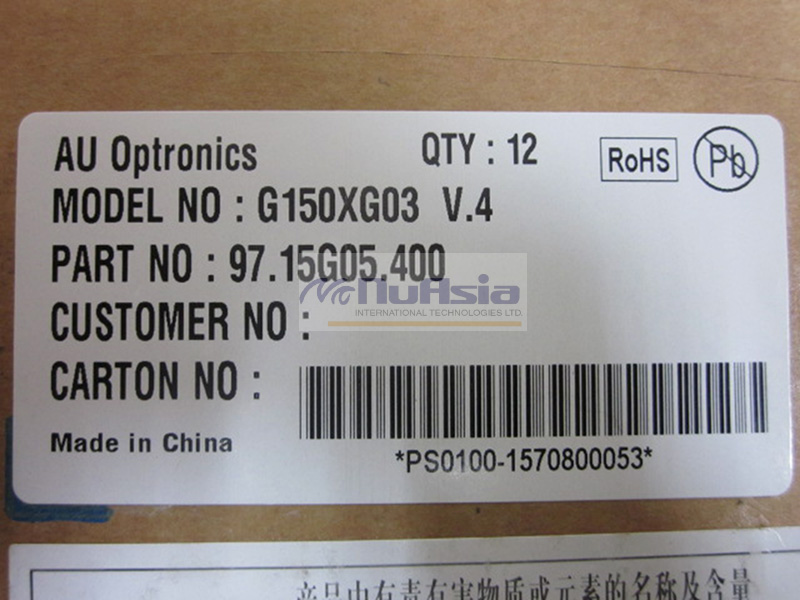 AU Optronics QTY : 12 RoHS Pb
MODEL NO : G150XG03 V.4
PART NO : 97.15G05.400
NuAsia
INTERNATIONAL TECHNOLOGIES LTD.
CUSTOMER NO :
CARTON NO :
Made in China
*PS0100-1570800053*
产品中有毒有害物质或元素的名称及含量